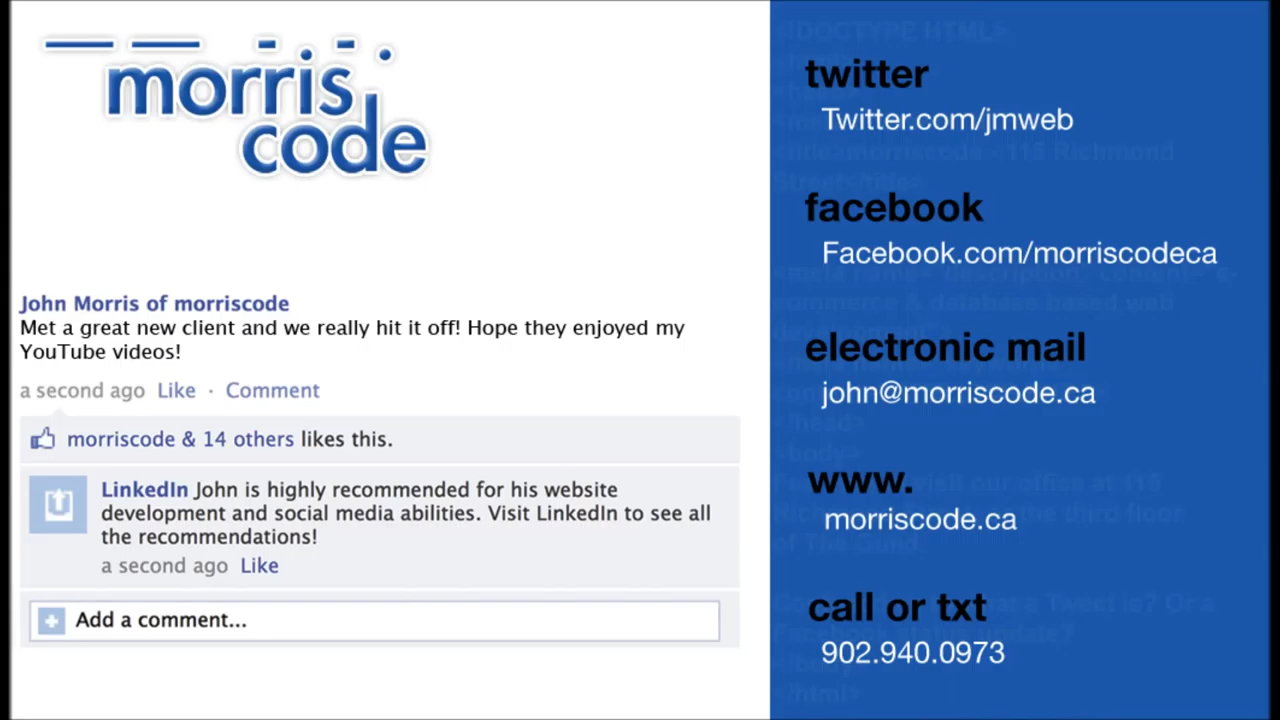 morris
code
John Morris of morriscode
Met a great new client and we really hit it off! Hope they enjoyed my
YouTube videos!
a second ago Like · Comment
morriscode & 14 others likes this.
LinkedIn John is highly recommended for his website
development and social media abilities. Visit LinkedIn to see all
the recommendations!
a second ago Like
Add a comment...
twitter
Twitter.com/jmweb
facebook
Facebook.com/morriscodeca
electronic mail
john@morriscode.ca
www.
morriscode.ca
call or txt
902.940.0973